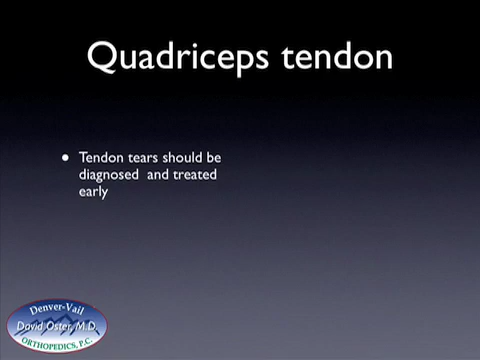 Quadriceps tendon
• Tendon tears should be
diagnosed and treated
early
Denver-Vail
David Oster, M.D.
ORTHOPEDICS, P.C.